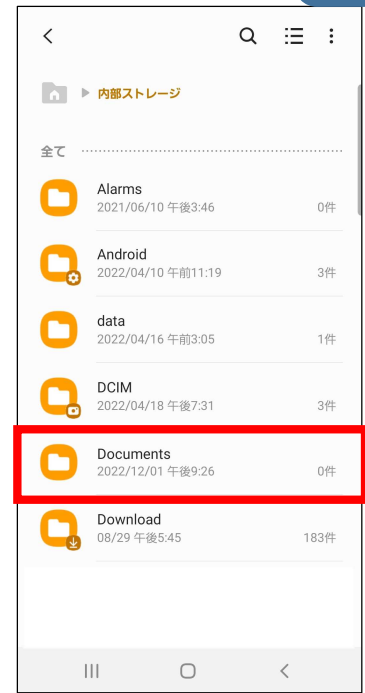 内部ストレージ
全て
Alarms
2021/06/10 午後3:46 0件
Android
2022/04/10 午前11:19 3件
data
2022/04/16 午前3:05 1件
DCIM
2022/04/18 午後7:31 3件
Documents
2022/12/01 午後9:26 0件
Download
08/29 午後5:45 183件